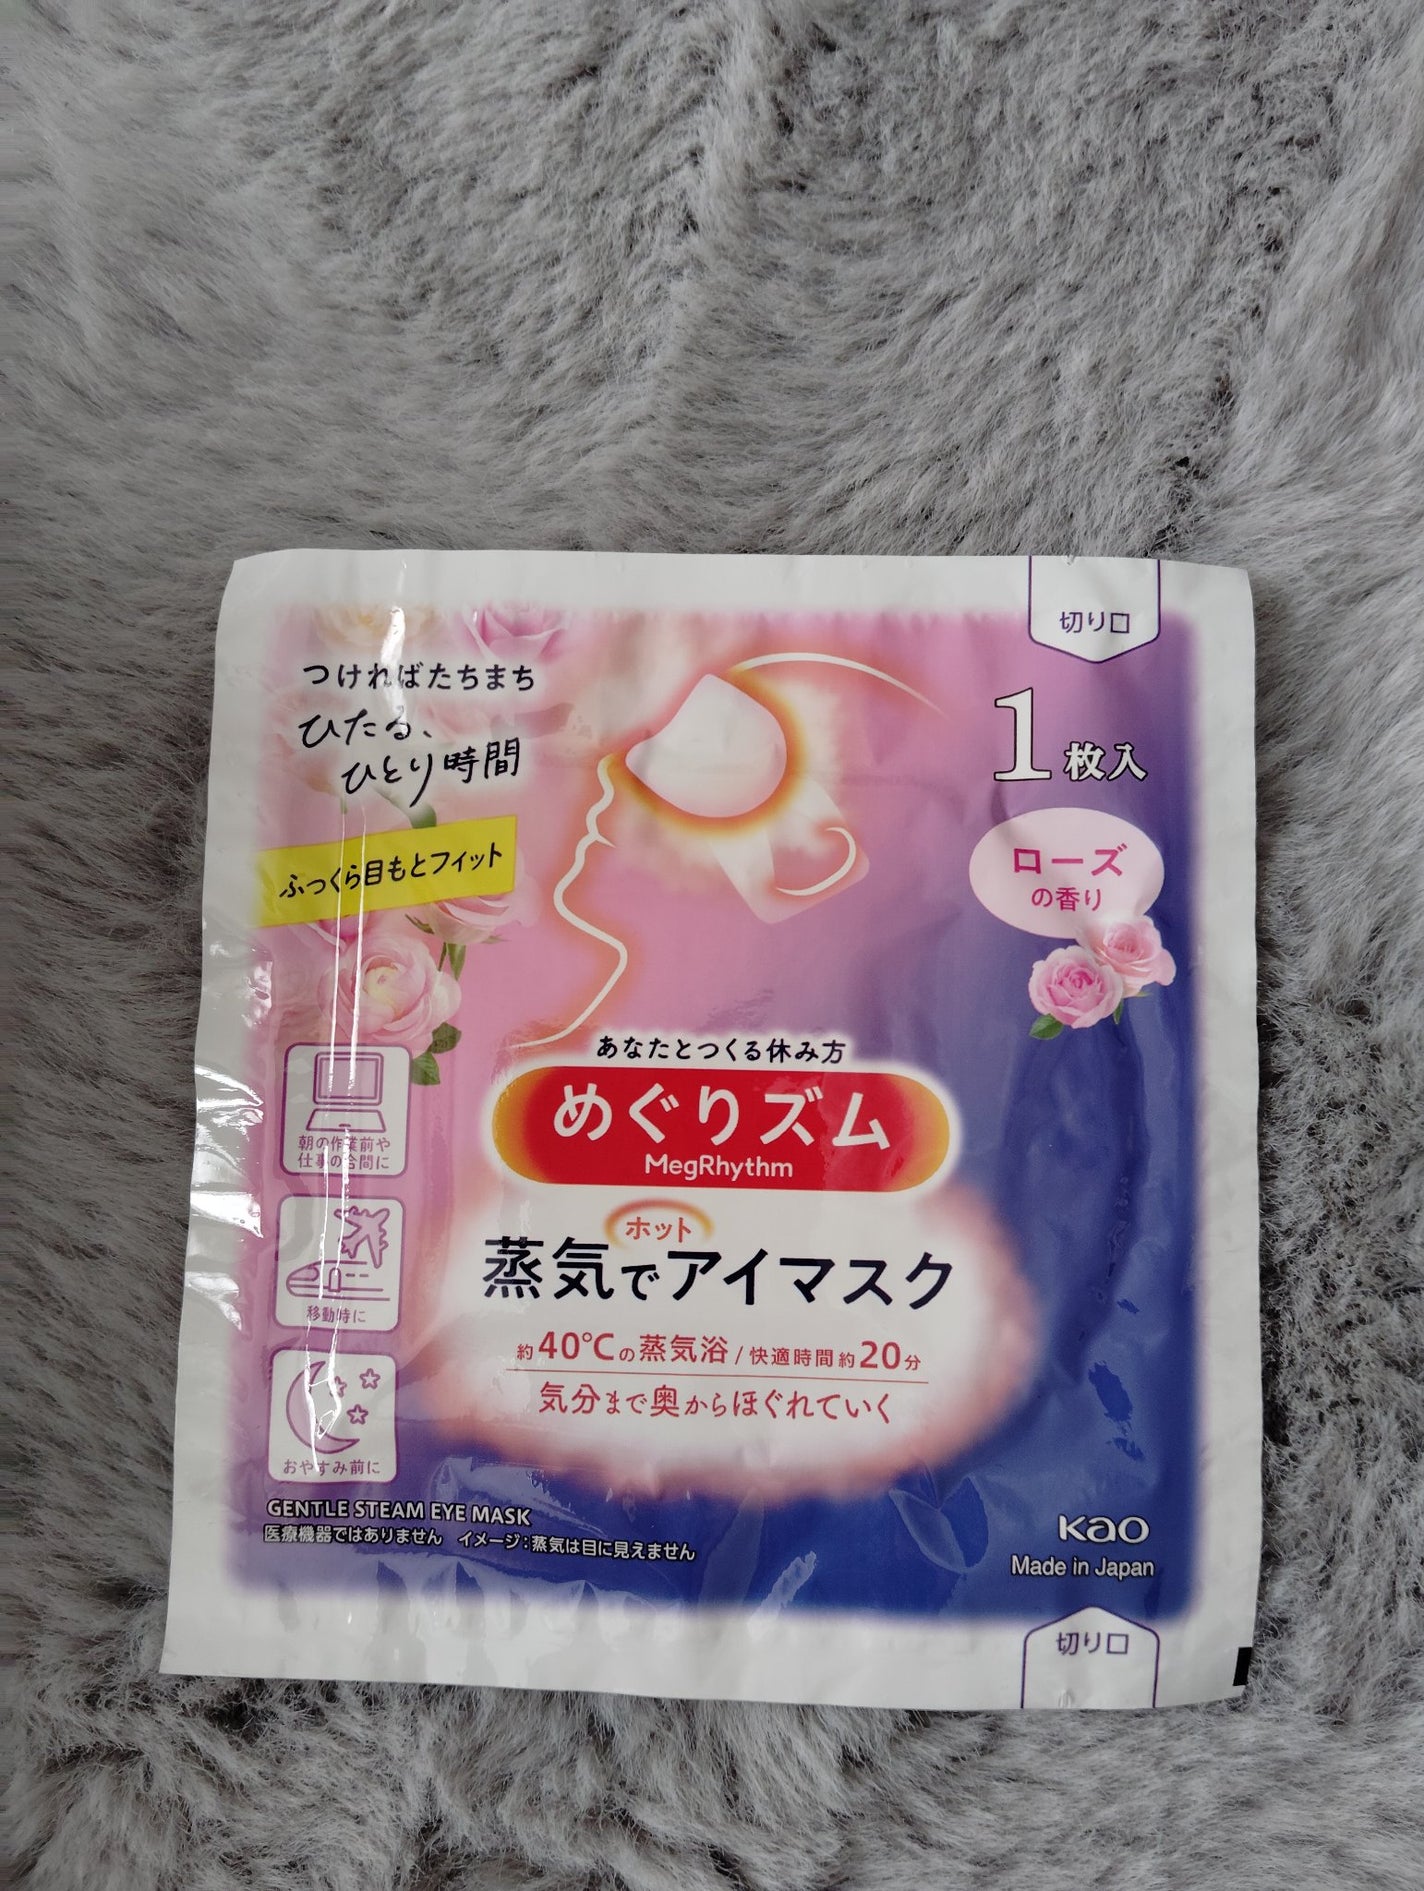 切り口
つければたちまち
ひたる、
ひとり時間
1枚入
ふっくら目もとフィット
ローズ
の香り
あなたとつくる休み方
めぐりズム
MegRhythm
蒸気でホットアイマスク
約40℃の蒸気浴/快適時間約20分
気分まで奥からほぐれていく
朝の作業前や
仕事の合間に
移動時に
おやすみ前に
GENTLE STEAM EYE MASK
医療機器ではありません イメージ:蒸気は目に見えません
Kao
Made in Japan
切り口